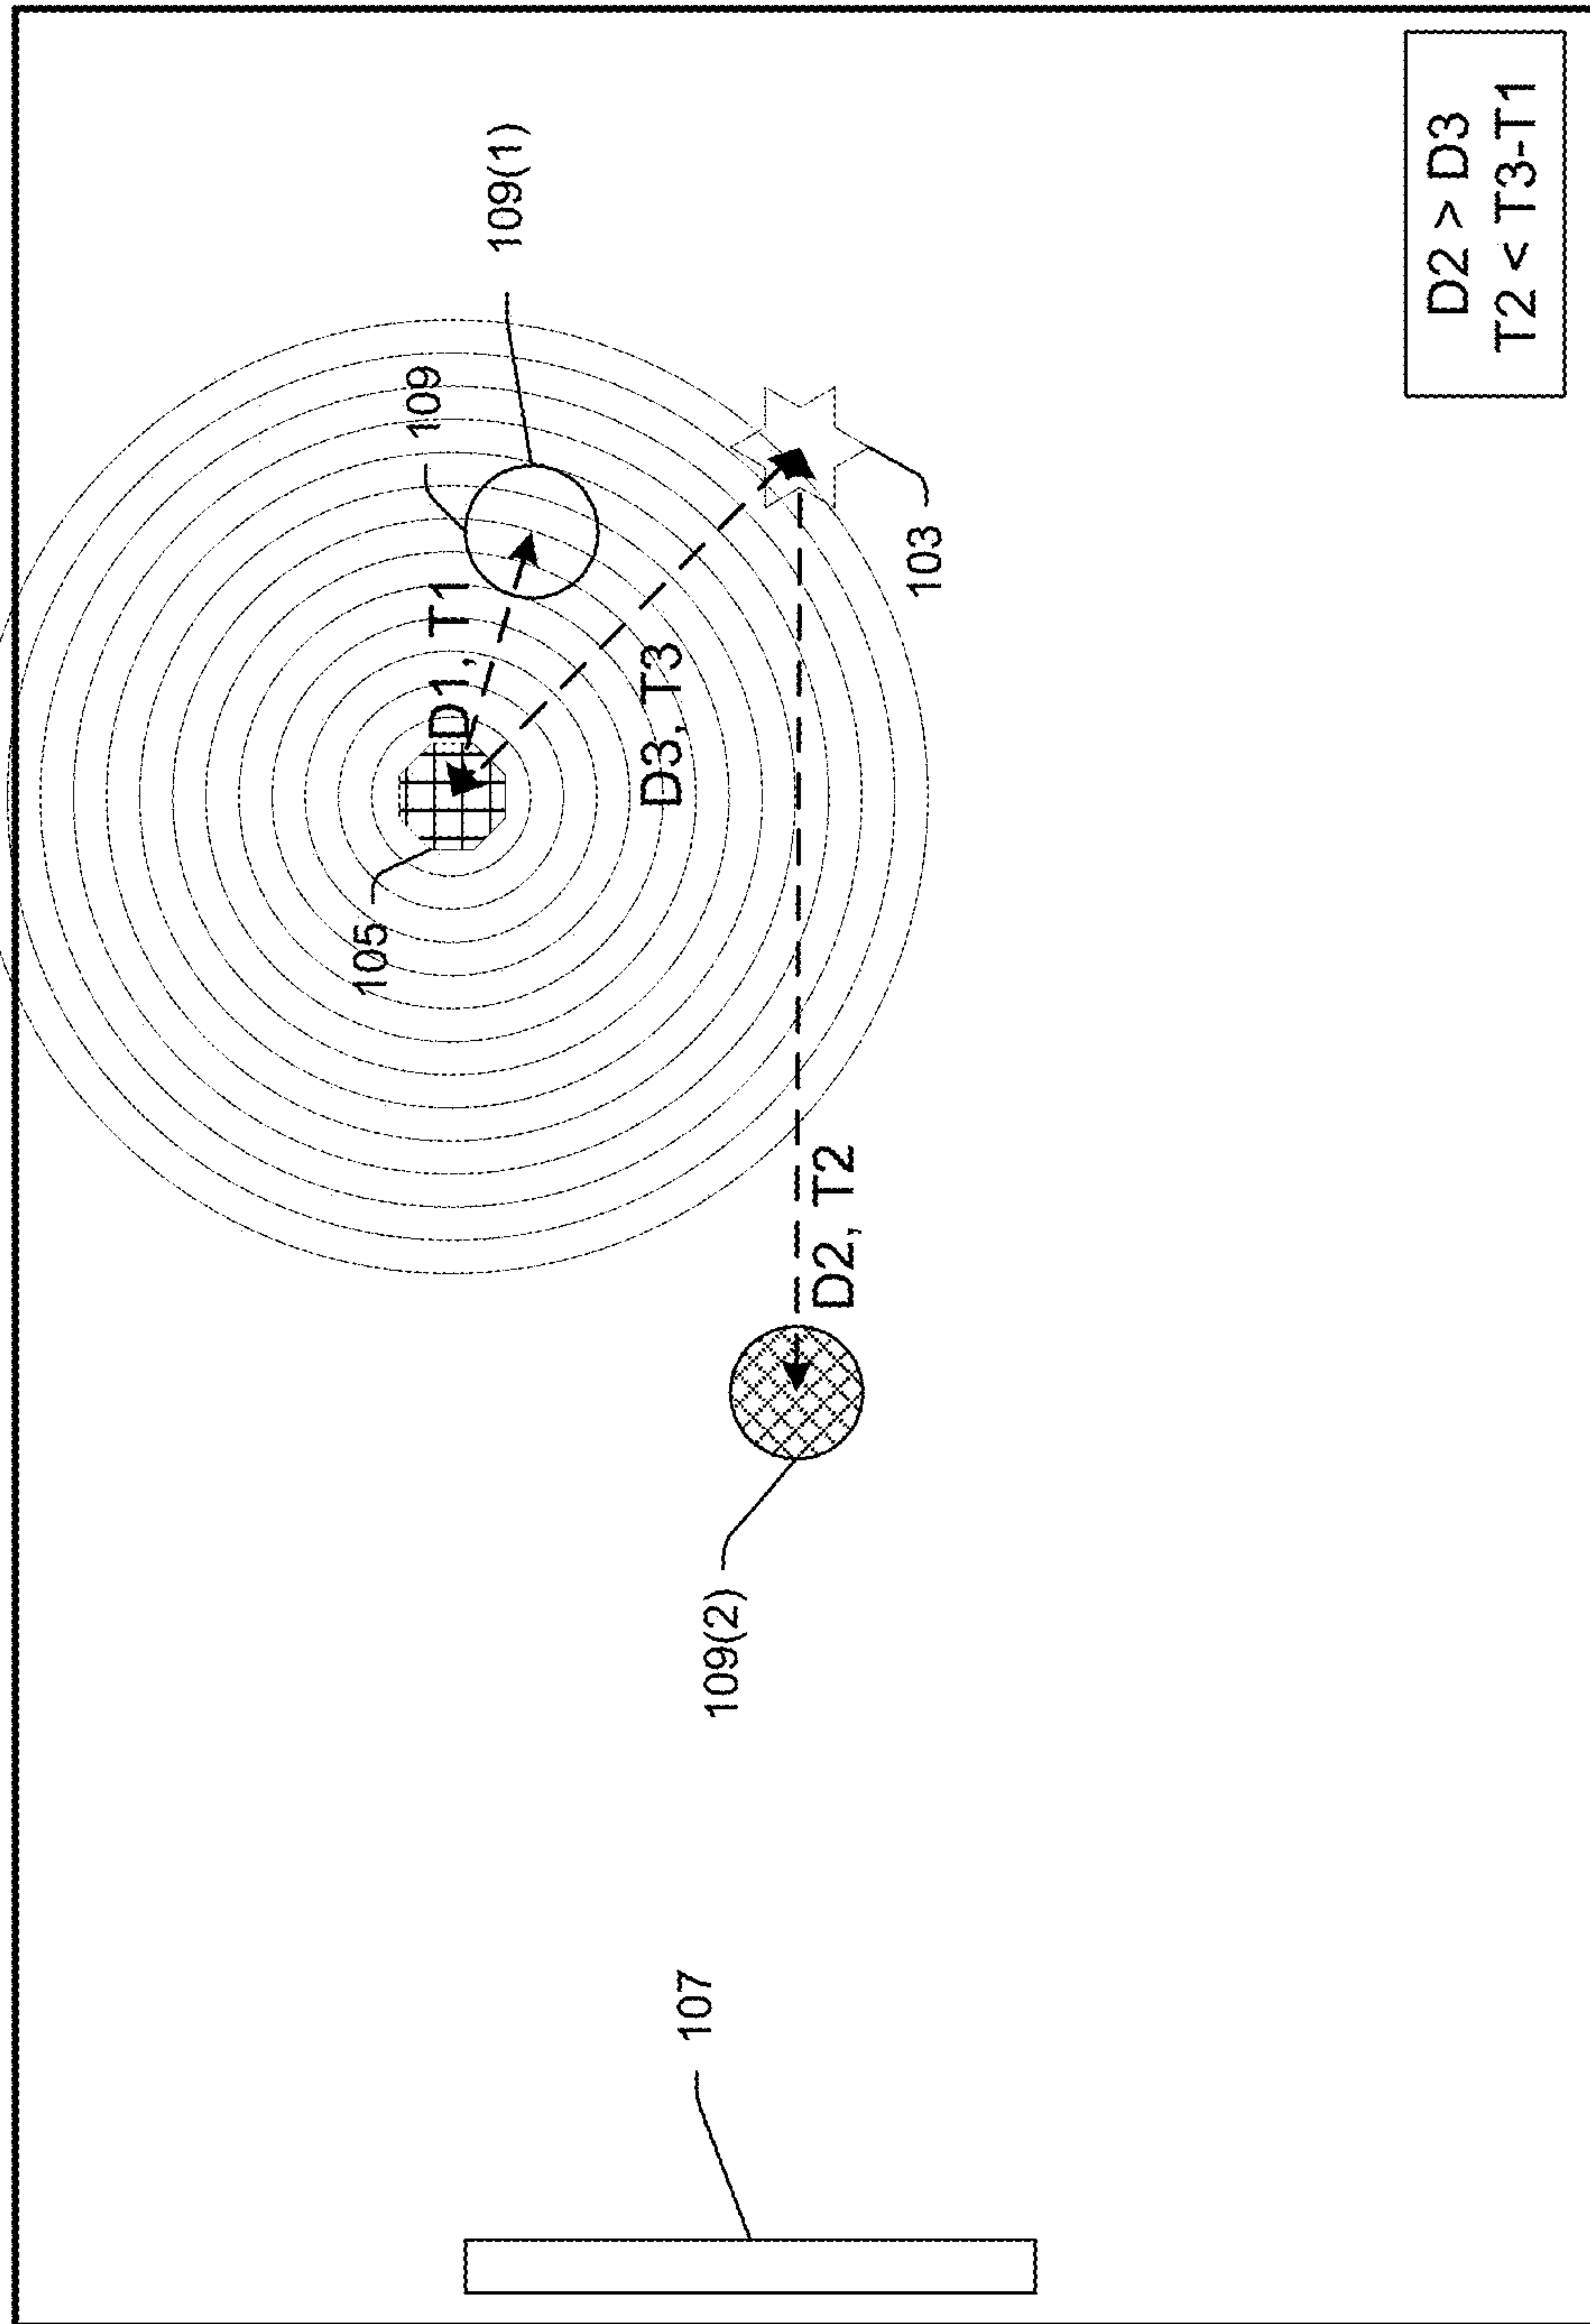 105
109
D1, T1
109(1)
D3, T3
107
109(2)
D2, T2
103
D2 > D3
T2 < T3-T1